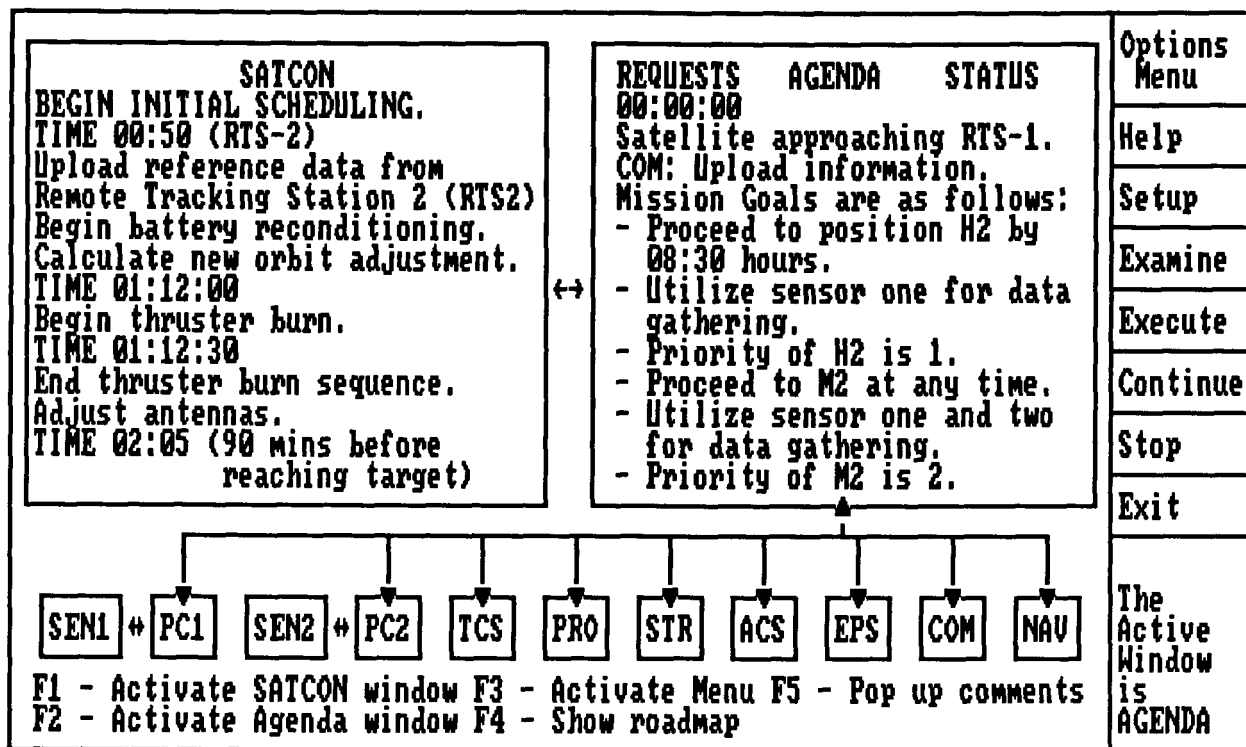 SATCON
BEGIN INITIAL SCHEDULING.
TIME 00:50 (RTS-2)
Upload reference data from
Remote Tracking Station 2 (RTS2)
Begin battery reconditioning.
Calculate new orbit adjustment.
TIME 01:12:00
Begin thruster burn.
TIME 01:12:30
End thruster burn sequence.
Adjust antennas.
TIME 02:05 (90 mins before
reaching target)
↔
REQUESTS AGENDA STATUS
00:00:00
Satellite approaching RTS-1.
COM: Upload information.
Mission Goals are as follows:
- Proceed to position H2 by
08:30 hours.
- Utilize sensor one for data
gathering.
- Priority of H2 is 1.
- Proceed to M2 at any time.
- Utilize sensor one and two
for data gathering.
- Priority of M2 is 2.
Options
Menu
Help
Setup
Examine
Execute
Continue
Stop
Exit
SEN1 ↔ PC1 SEN2 ↔ PC2 TCS PRO STR ACS EPS COM NAV
F1 - Activate SATCON window F3 - Activate Menu F5 - Pop up comments
F2 - Activate Agenda window F4 - Show roadmap
The
Active
Window
is
AGENDA